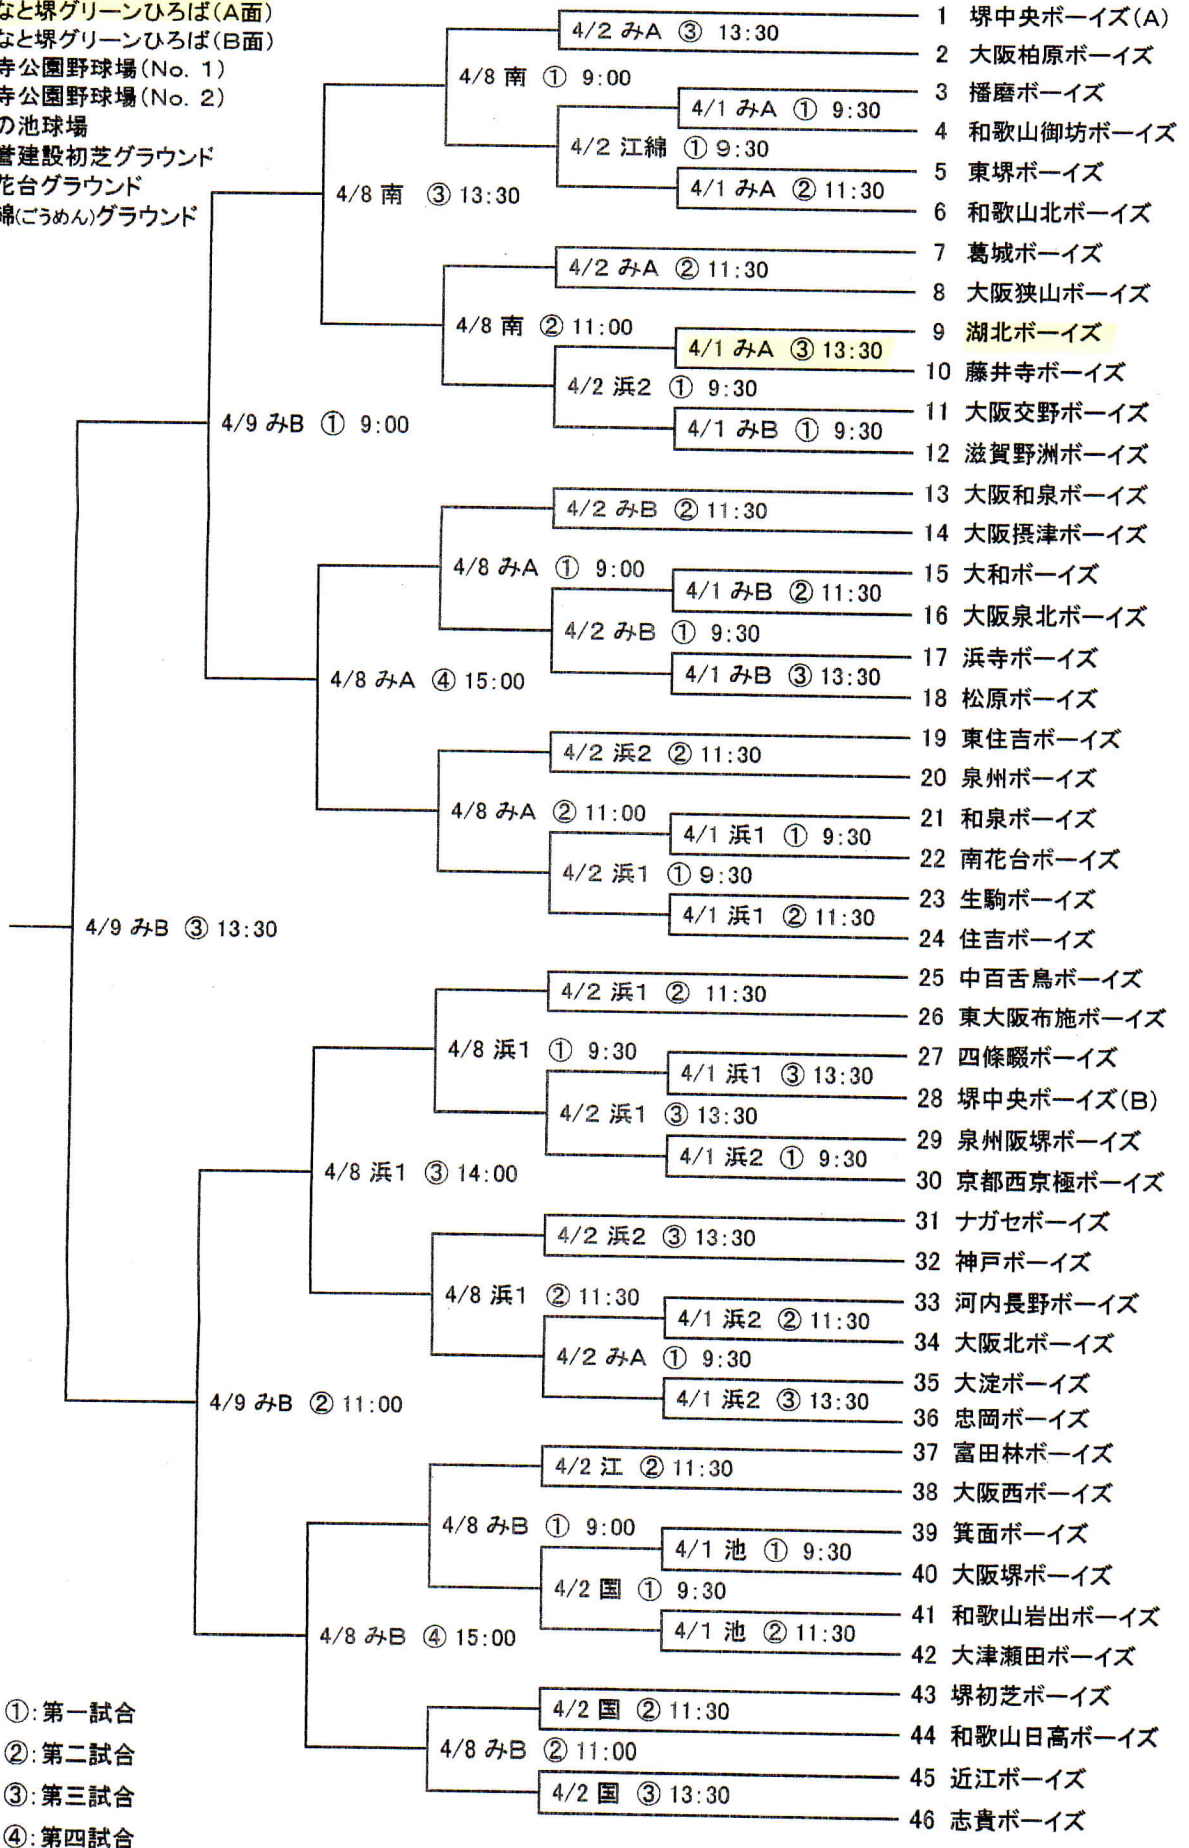 なと堺グリーンひろば(A面)
なと堺グリーンひろば(B面)
寺公園野球場(No. 1)
寺公園野球場(No. 2)
の池球場
営建設初芝グラウンド
花台グラウンド
綿(ごうめん)グラウンド
1 堺中央ボーイズ(A)
4/2 みA ③ 13:30
2 大阪柏原ボーイズ
4/8 南 ① 9:00
3 播磨ボーイズ
4/1 みA ① 9:30
4 和歌山御坊ボーイズ
4/2 江綿 ① 9:30
5 東堺ボーイズ
4/1 みA ② 11:30
6 和歌山北ボーイズ
4/8 南 ③ 13:30
7 葛城ボーイズ
4/2 みA ② 11:30
8 大阪狭山ボーイズ
4/8 南 ② 11:00
9 湖北ボーイズ
4/1 みA ③ 13:30
10 藤井寺ボーイズ
4/2 浜2 ① 9:30
11 大阪交野ボーイズ
4/1 みB ① 9:30
12 滋賀野洲ボーイズ
4/9 みB ① 9:00
13 大阪和泉ボーイズ
4/2 みB ② 11:30
14 大阪摂津ボーイズ
4/8 みA ① 9:00
15 大和ボーイズ
4/1 みB ② 11:30
16 大阪泉北ボーイズ
4/2 みB ① 9:30
17 浜寺ボーイズ
4/1 みB ③ 13:30
18 松原ボーイズ
4/8 みA ④ 15:00
19 東住吉ボーイズ
4/2 浜2 ② 11:30
20 泉州ボーイズ
4/8 みA ② 11:00
21 和泉ボーイズ
4/1 浜1 ① 9:30
22 南花台ボーイズ
4/2 浜1 ① 9:30
23 生駒ボーイズ
4/1 浜1 ② 11:30
24 住吉ボーイズ
4/9 みB ③ 13:30
25 中百舌鳥ボーイズ
4/2 浜1 ② 11:30
26 東大阪布施ボーイズ
4/8 浜1 ① 9:30
27 四條畷ボーイズ
4/1 浜1 ③ 13:30
28 堺中央ボーイズ(B)
4/2 浜1 ③ 13:30
29 泉州阪堺ボーイズ
4/1 浜2 ① 9:30
30 京都西京極ボーイズ
4/8 浜1 ③ 14:00
31 ナガセボーイズ
4/2 浜2 ③ 13:30
32 神戸ボーイズ
4/8 浜1 ② 11:30
33 河内長野ボーイズ
4/1 浜2 ② 11:30
34 大阪北ボーイズ
4/2 みA ① 9:30
35 大淀ボーイズ
4/1 浜2 ③ 13:30
36 忠岡ボーイズ
4/9 みB ② 11:00
37 富田林ボーイズ
4/2 江 ② 11:30
38 大阪西ボーイズ
4/8 みB ① 9:00
39 箕面ボーイズ
4/1 池 ① 9:30
40 大阪堺ボーイズ
4/2 国 ① 9:30
41 和歌山岩出ボーイズ
4/1 池 ② 11:30
42 大津瀬田ボーイズ
4/8 みB ④ 15:00
43 堺初芝ボーイズ
4/2 国 ② 11:30
44 和歌山日高ボーイズ
4/8 みB ② 11:00
45 近江ボーイズ
4/2 国 ③ 13:30
46 志貴ボーイズ
①:第一試合
②:第二試合
③:第三試合
④:第四試合